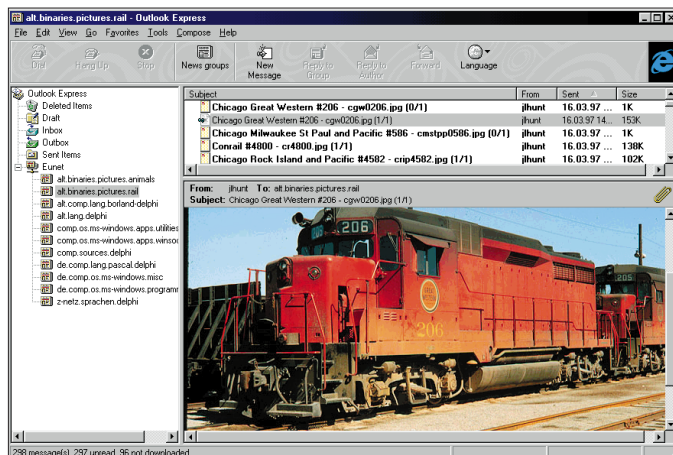 alt.binaries.pictures.rail - Outlook Express
File Edit View Go Favorites Tools Compose Help
Dial Hang Up Stop News groups New Message Reply to Group Reply to Author Forward Language
Outlook Express
Deleted Items
Draft
Inbox
Outbox
Sent Items
Eunet
alt.binaries.pictures.animals
alt.binaries.pictures.rail
alt.comp.lang.borland-delphi
alt.lang.delphi
comp.os.ms-windows.apps.utilities
comp.os.ms-windows.apps.winsoc
comp.sources.delphi
de.comp.lang.pascal.delphi
de.comp.os.ms-windows.misc
de.comp.os.ms-windows.programm
z-netz.sprachen.delphi
Subject From Sent Size
Chicago Great Western #206 - cgw0206.jpg (0/1) jlhunt 16.03.97 ... 1K
Chicago Great Western #206 - cgw0206.jpg (1/1) jlhunt 16.03.97 14... 153K
Chicago Milwaukee St Paul and Pacific #586 - cmstpp0586.jpg (0/1) jlhunt 16.03.97 ... 1K
Conrail #4800 - cr4800.jpg (1/1) jlhunt 16.03.97 ... 138K
Chicago Rock Island and Pacific #4582 - crip4582.jpg (1/1) jlhunt 16.03.97 ... 102K
From: jlhunt To: alt.binaries.pictures.rail
Subject: Chicago Great Western #206 - cgw0206.jpg (1/1)
206
205
206
298 message(s), 297 unread, 96 not downloaded